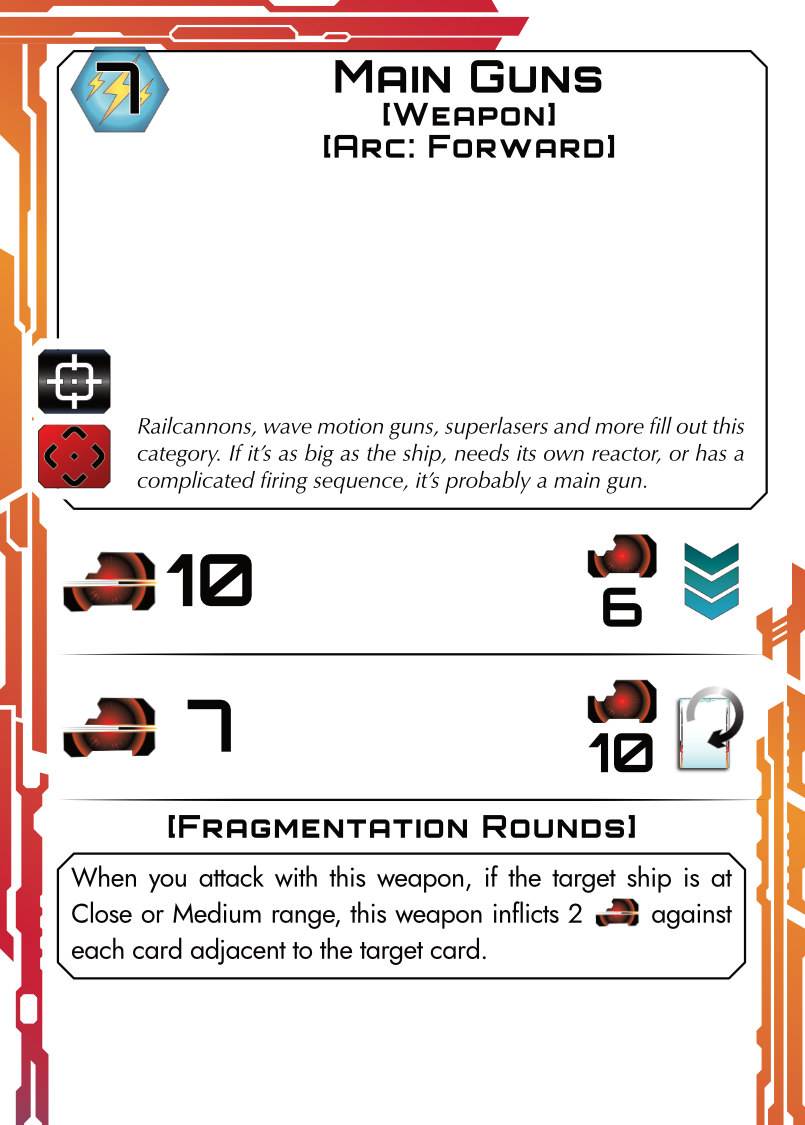 7
Main Guns
[Weapon]
[Arc: Forward]
Railcannons, wave motion guns, superlasers and more fill out this
category. If it's as big as the ship, needs its own reactor, or has a
complicated firing sequence, it's probably a main gun.
10
6
7
10
[Fragmentation Rounds]
When you attack with this weapon, if the target ship is at
Close or Medium range, this weapon inflicts 2 against
each card adjacent to the target card.